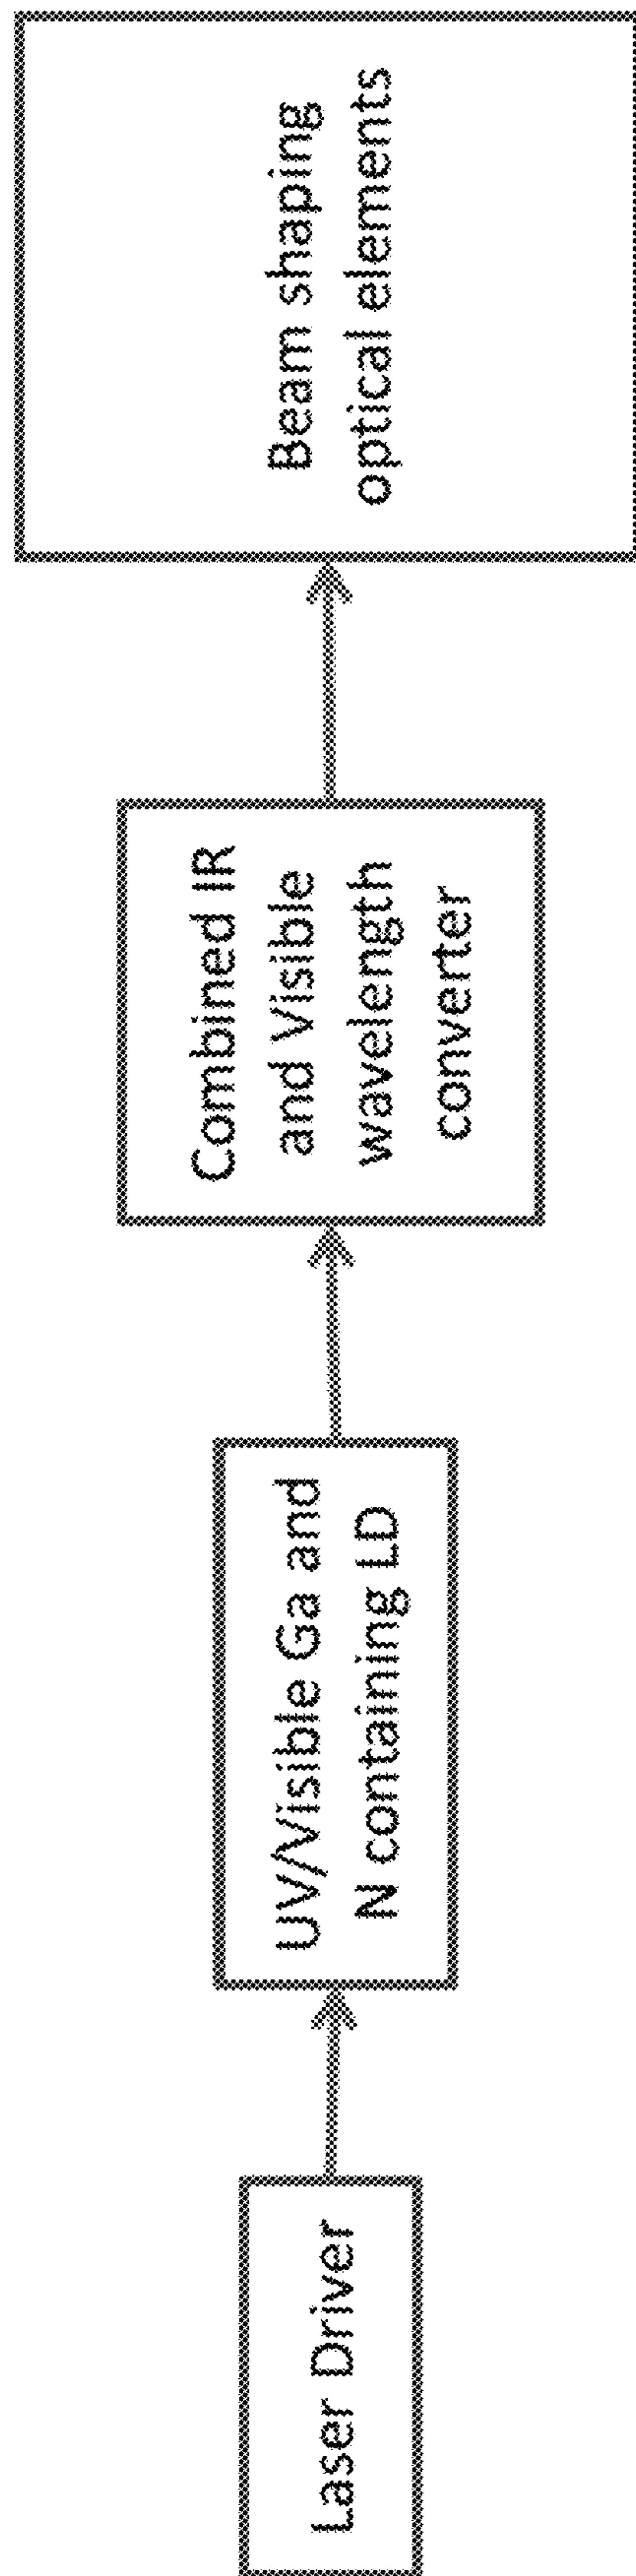 Laser Driver
UV/Visible Ga and
N containing LD
Combined IR
and Visible
wavelength
converter
Beam shaping
optical elements